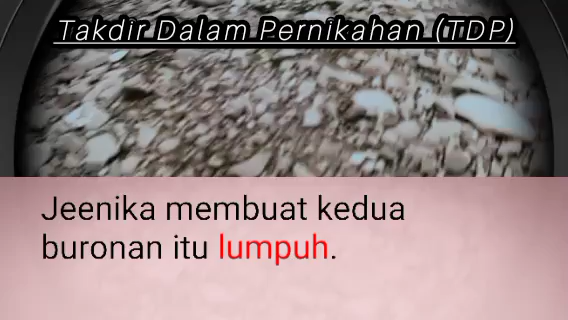 Takdir Dalam Pernikahan (TDP)
Jeenika membuat kedua
buronan itu lumpuh.